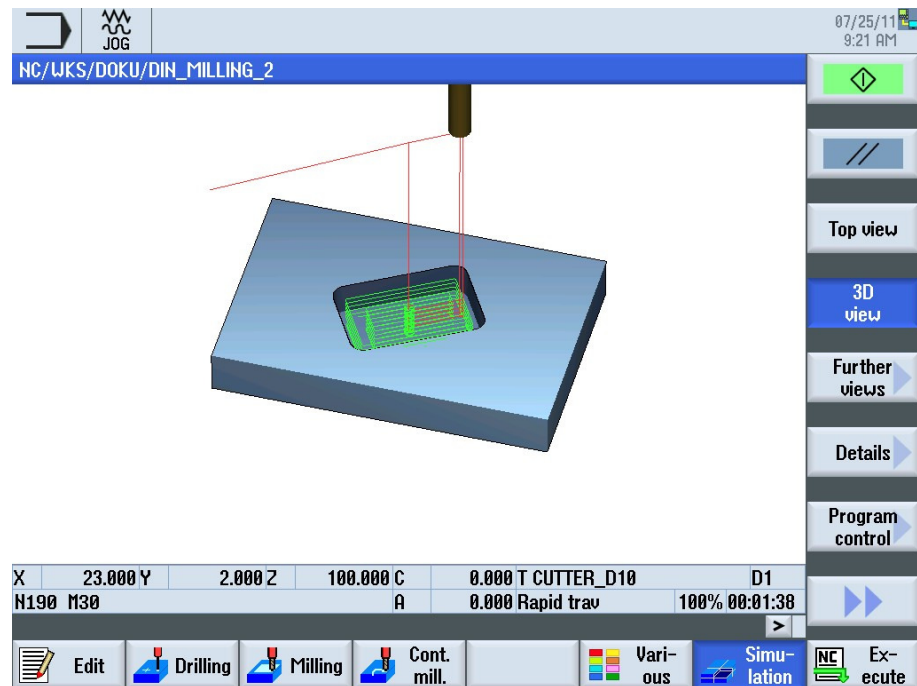 JOG
07/25/11
9:21 AM
NC/WKS/DOKU/DIN_MILLING_2
Top view
3D
view
Further
views
Details
Program
control
X 23.000 Y 2.000 Z 100.000 C 0.000 T CUTTER_D10 D1
N190 M30 A 0.000 Rapid trav 100% 00:01:38
>
Edit
Drilling
Milling
Cont.
mill.
Vari-
ous
Simu-
lation
NC
Ex-
ecute